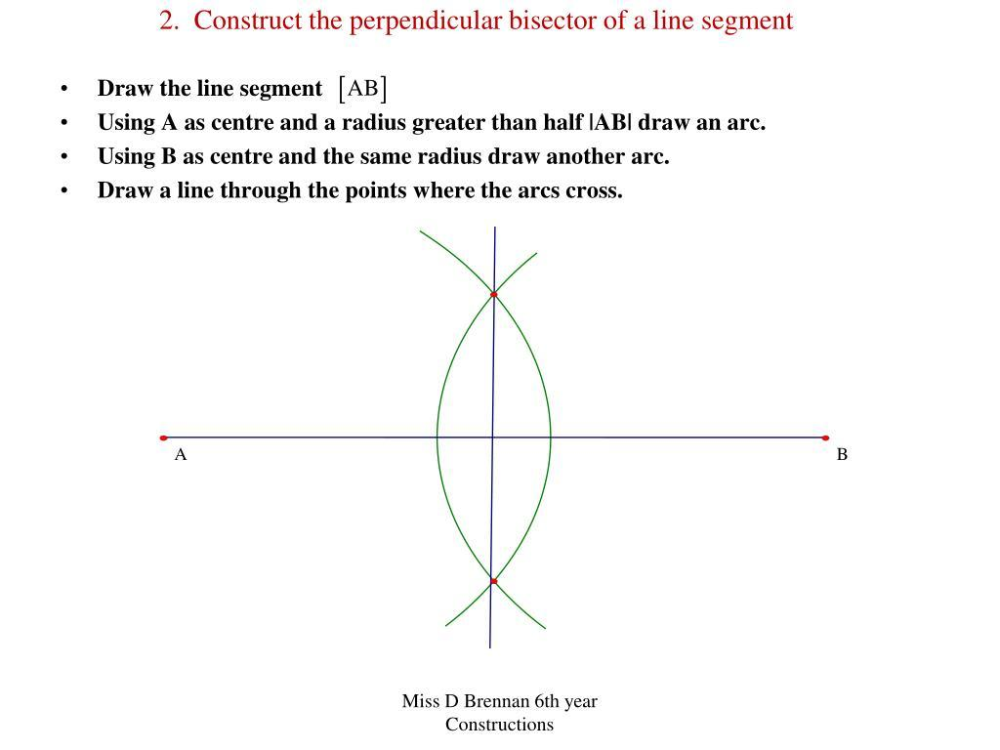 2. Construct the perpendicular bisector of a line segment
• Draw the line segment [AB]
• Using A as centre and a radius greater than half |AB| draw an arc.
• Using B as centre and the same radius draw another arc.
• Draw a line through the points where the arcs cross.
A
B
Miss D Brennan 6th year
Constructions